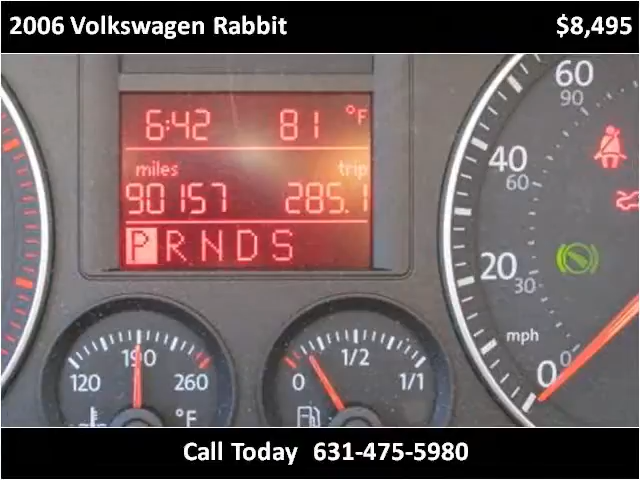 2006 Volkswagen Rabbit $8,495
6:42 81 °F
miles trip
90157 285.1
P R N D S
60
90
40
60
20
30
mph
0
0
190
120 260
°F
1/2
0 1/1
Call Today 631-475-5980